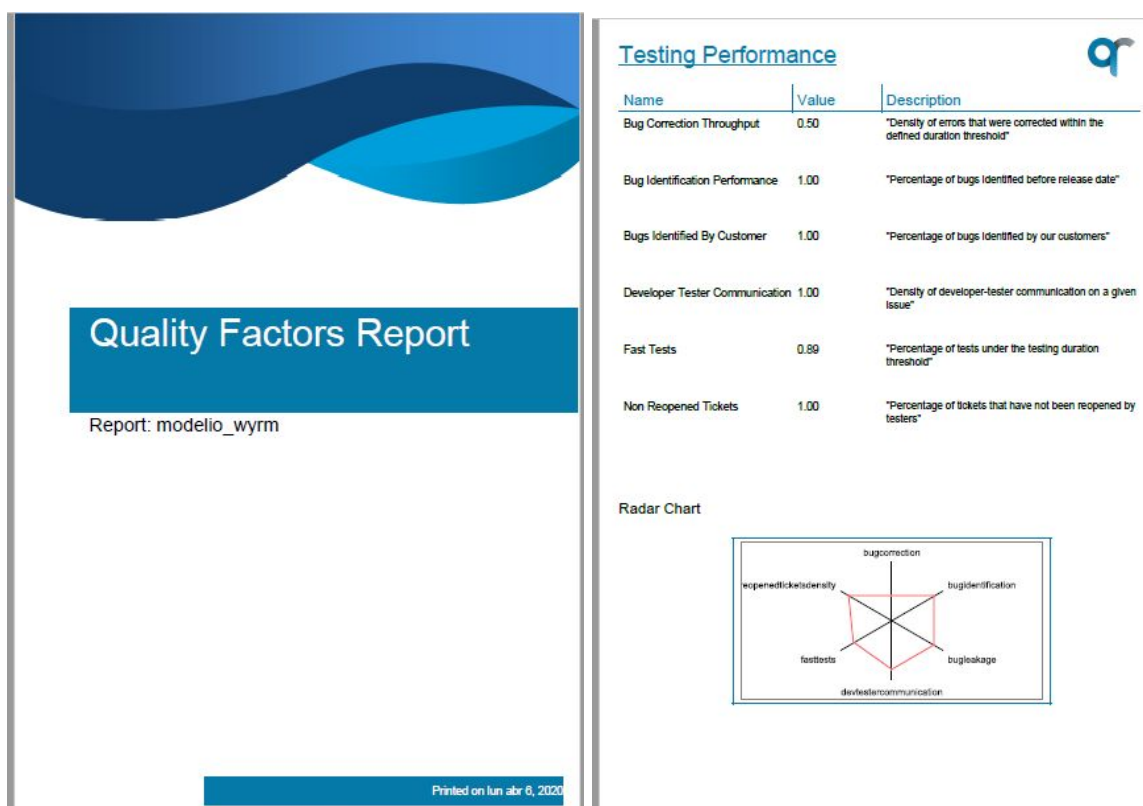 Quality Factors Report
Report: modelio_wyrm
Printed on lun abr 6, 2020
Testing Performance
qr
Name Value Description
Bug Correction Throughput 0.50 "Density of errors that were corrected within the
defined duration threshold"
Bug Identification Performance 1.00 "Percentage of bugs identified before release date"
Bugs Identified By Customer 1.00 "Percentage of bugs identified by our customers"
Developer Tester Communication 1.00 "Density of developer-tester communication on a given
issue"
Fast Tests 0.89 "Percentage of tests under the testing duration
threshold"
Non Reopened Tickets 1.00 "Percentage of tickets that have not been reopened by
testers"
Radar Chart
bugcorrection
eopenedticketsdensity bugidentification
fasttests bugleakage
devtestercommunication